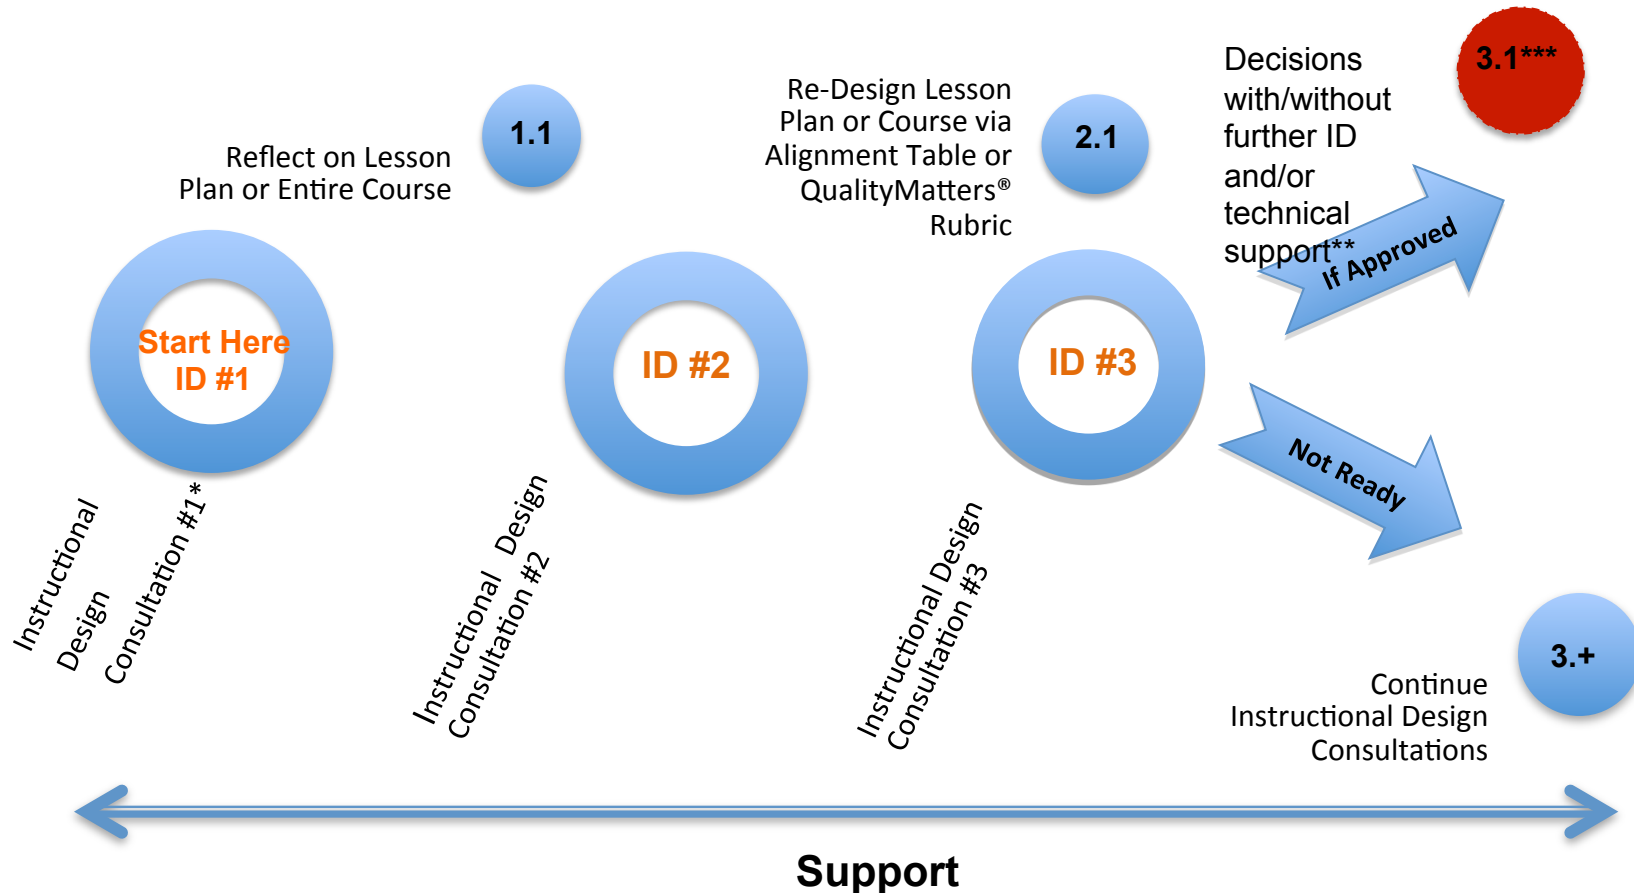 Reflect on Lesson
Plan or Entire Course
1.1
Re-Design Lesson
Plan or Course via
Alignment Table or
QualityMatters®
Rubric
2.1
Decisions
with/without
further ID
and/or
technical
support**
3.1***
If Approved
Start Here
ID #1
ID #2
ID #3
Not Ready
Instructional
Design
Consultation #1*
Instructional Design
Consultation #2
Instructional Design
Consultation #3
3.+
Continue
Instructional Design
Consultations
Support